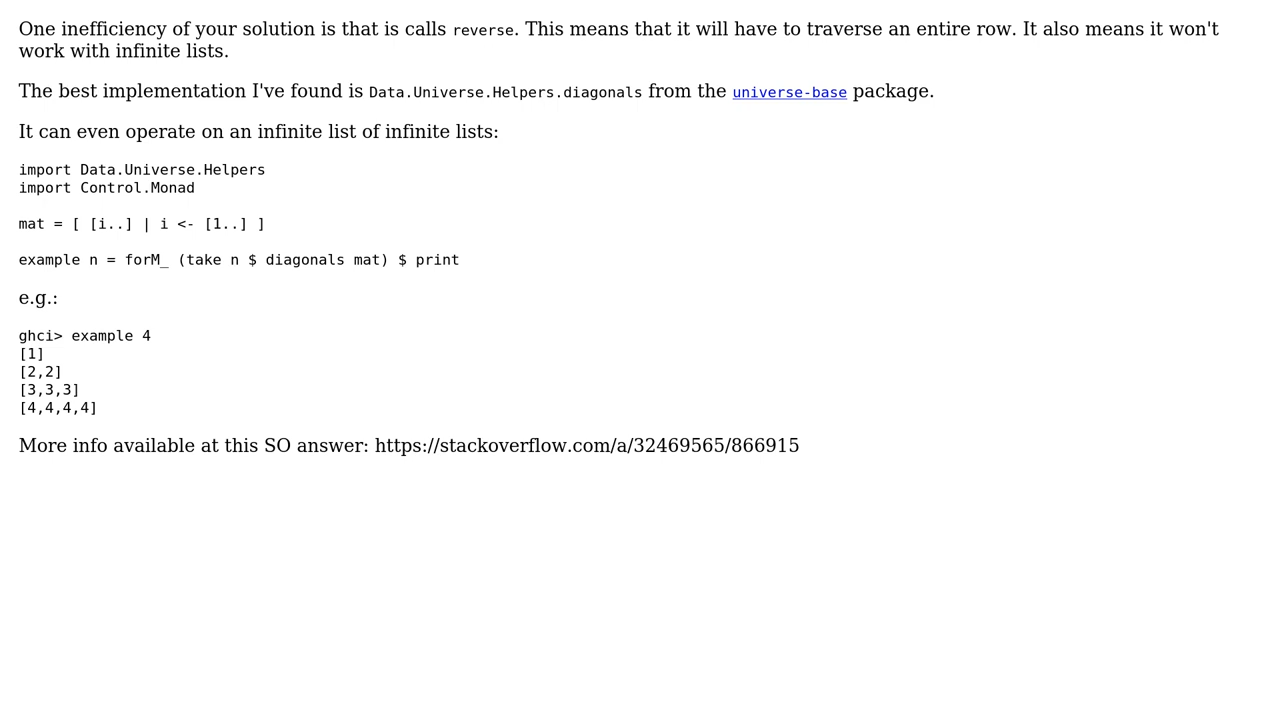 One inefficiency of your solution is that is calls reverse. This means that it will have to traverse an entire row. It also means it won't
work with infinite lists.
The best implementation I've found is Data.Universe.Helpers.diagonals from the universe-base package.
It can even operate on an infinite list of infinite lists:
import Data.Universe.Helpers
import Control.Monad
mat = [ [i..] | i <- [1..] ]
example n = forM_ (take n $ diagonals mat) $ print
e.g.:
ghci> example 4
[1]
[2,2]
[3,3,3]
[4,4,4,4]
More info available at this SO answer: https://stackoverflow.com/a/32469565/866915